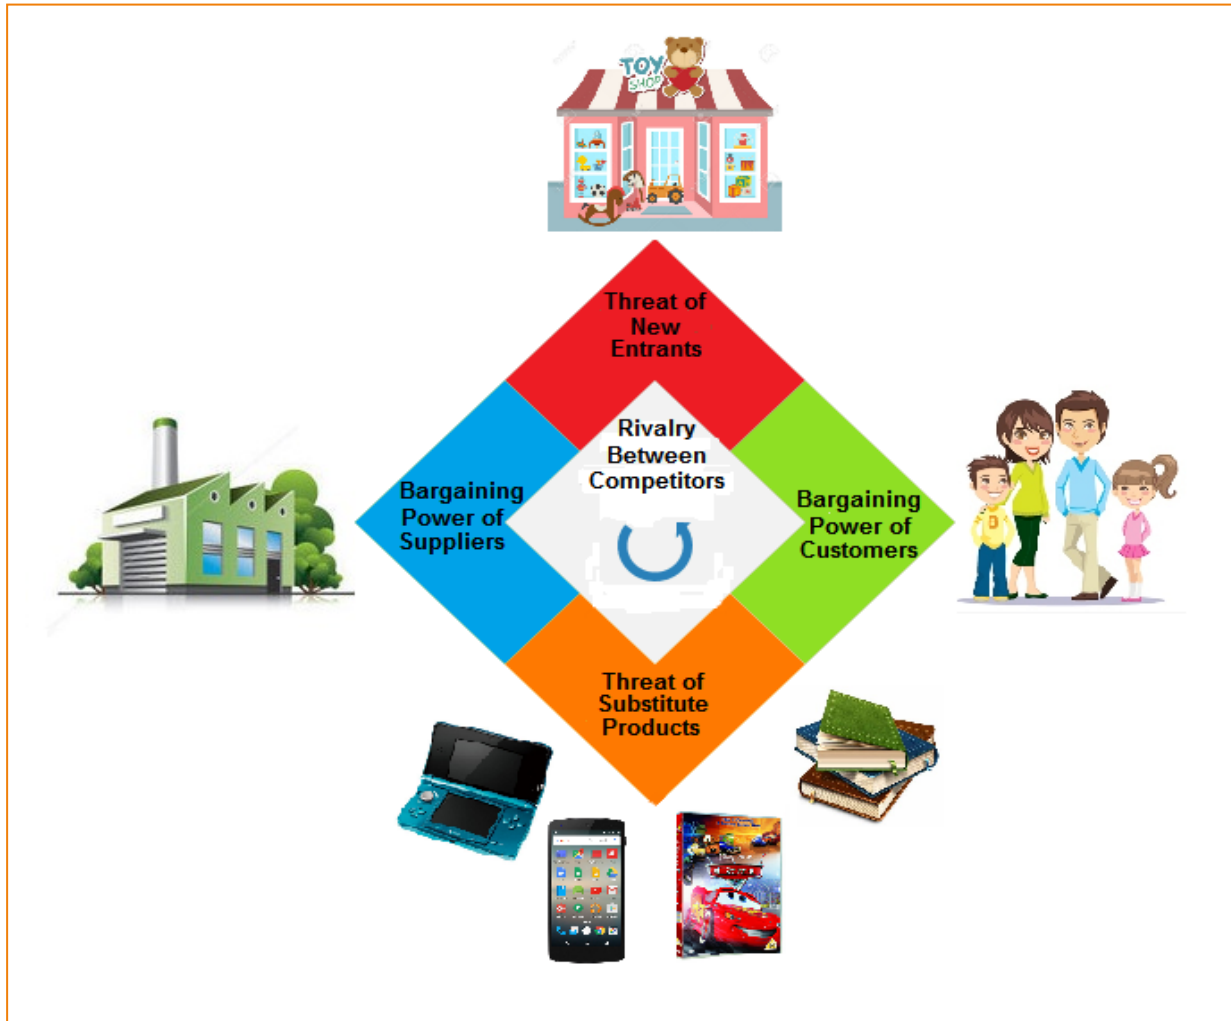 TOY
SHOP
Threat of
New
Entrants
Rivalry
Between
Competitors
Bargaining
Power of
Suppliers
Bargaining
Power of
Customers
Threat of
Substitute
Products